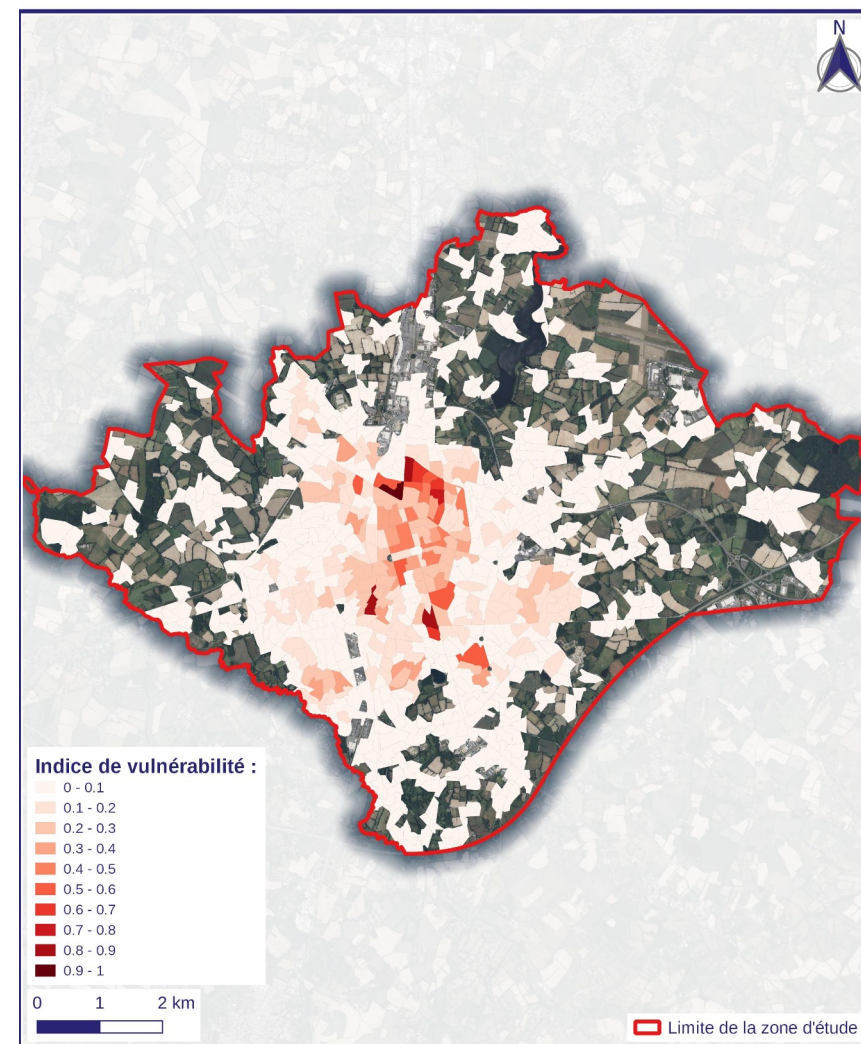 N
Indice de vulnérabilité :
0 - 0.1
0.1 - 0.2
0.2 - 0.3
0.3 - 0.4
0.4 - 0.5
0.5 - 0.6
0.6 - 0.7
0.7 - 0.8
0.8 - 0.9
0.9 - 1
0 1 2 km
Limite de la zone d'étude